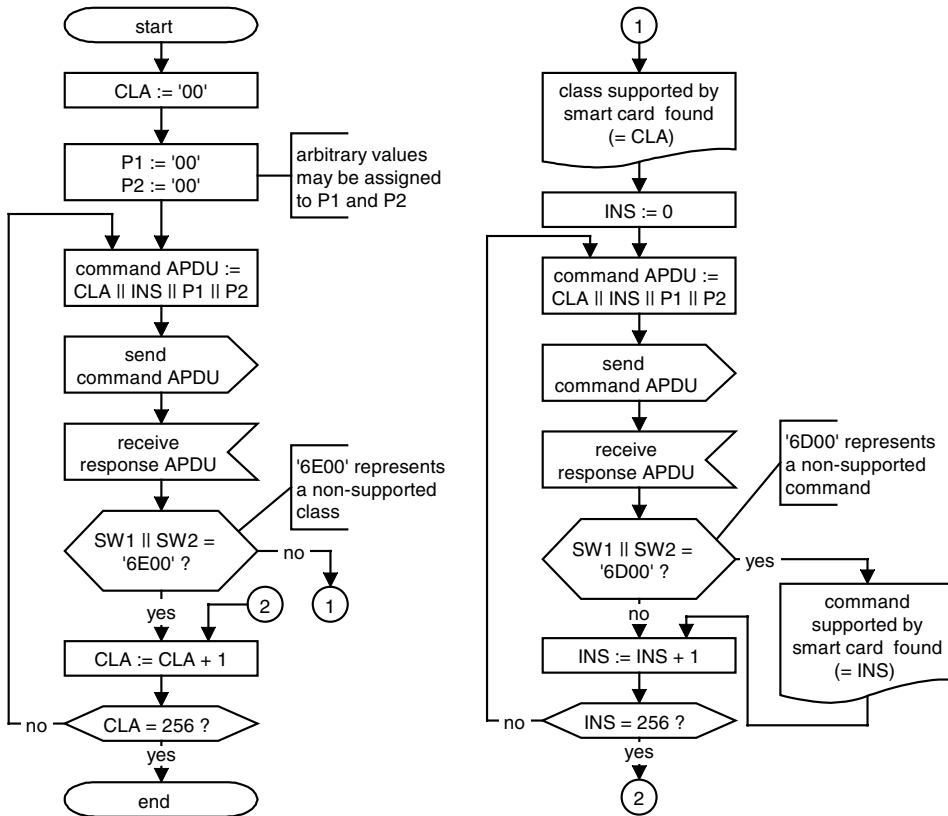 start
CLA := '00'
P1 := '00'
P2 := '00'
arbitrary values
may be assigned
to P1 and P2
command APDU :=
CLA || INS || P1 || P2
send
command APDU
receive
response APDU
'6E00' represents
a non-supported
class
SW1 || SW2 =
'6E00' ?
no
1
yes
2
CLA := CLA + 1
no
CLA = 256 ?
yes
end
1
class supported by
smart card found
(= CLA)
INS := 0
command APDU :=
CLA || INS || P1 || P2
send
command APDU
receive
response APDU
'6D00' represents
a non-supported
command
SW1 || SW2 =
'6D00' ?
yes
no
command
supported by
smart card found
(= INS)
INS := INS + 1
no
INS = 256 ?
yes
2